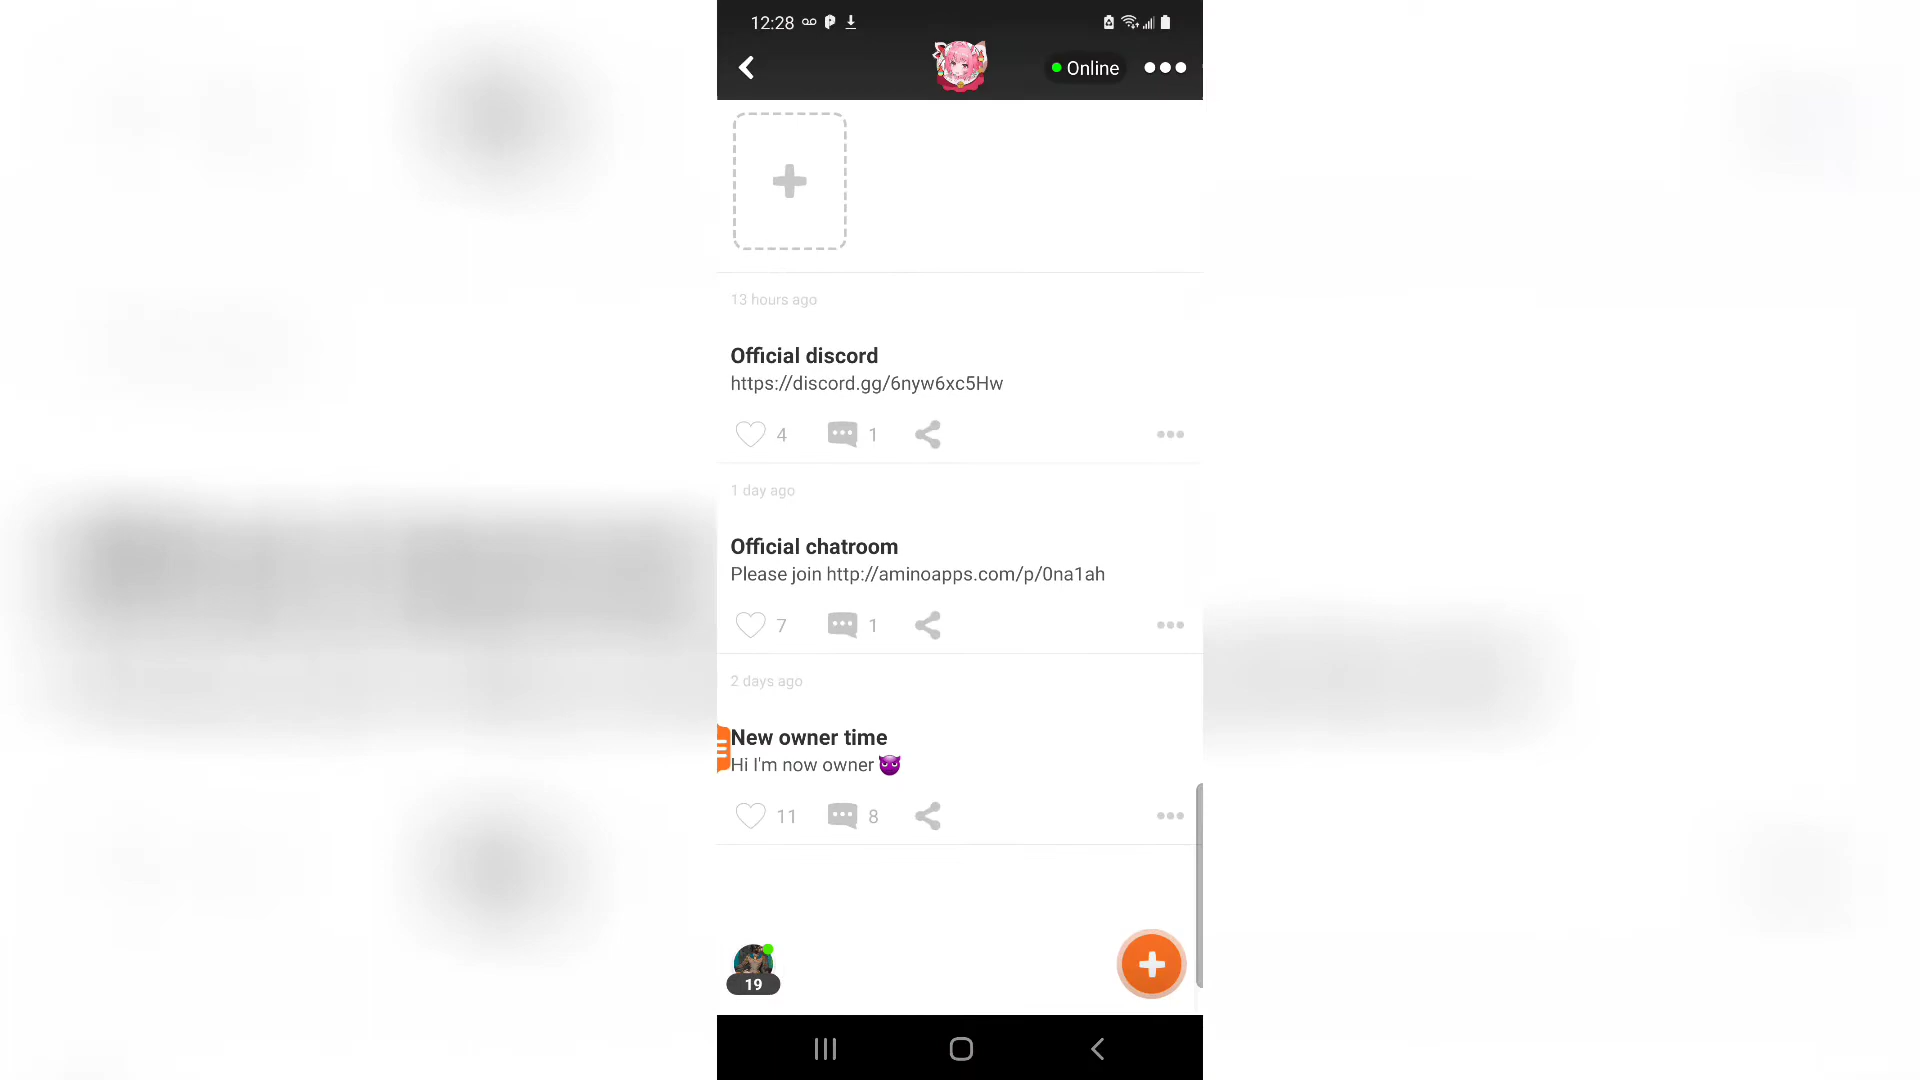 12:28
Online
13 hours ago
Official discord
https://discord.gg/6nyw6xc5Hw
4 1
1 day ago
Official chatroom
Please join http://aminoapps.com/p/0na1ah
7 1
2 days ago
New owner time
Hi I'm now owner 😈
11 8
19